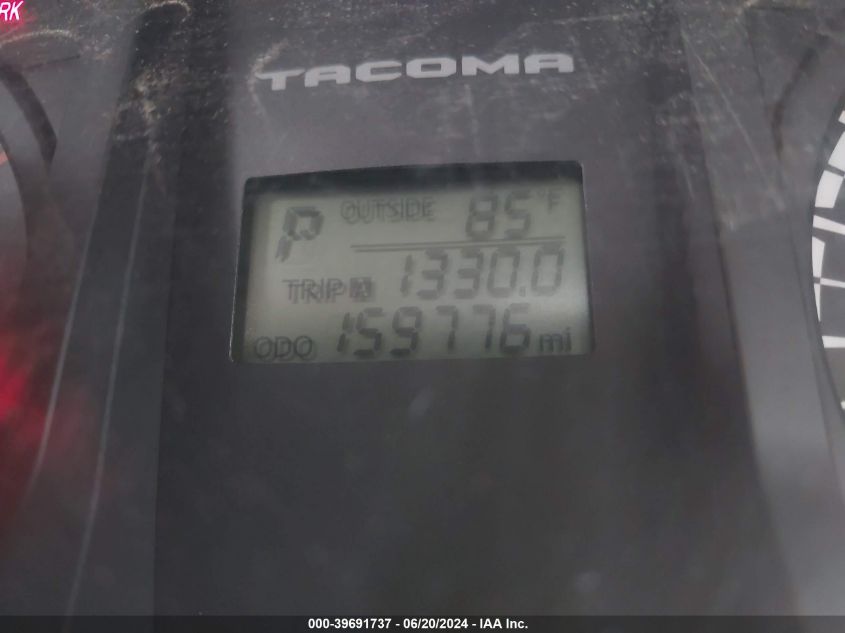 RK
TACOMA
P OUTSIDE 85°F
TRIP A 1330.0
ODO 159776 mi
000-39691737 - 06/20/2024 - IAA Inc.